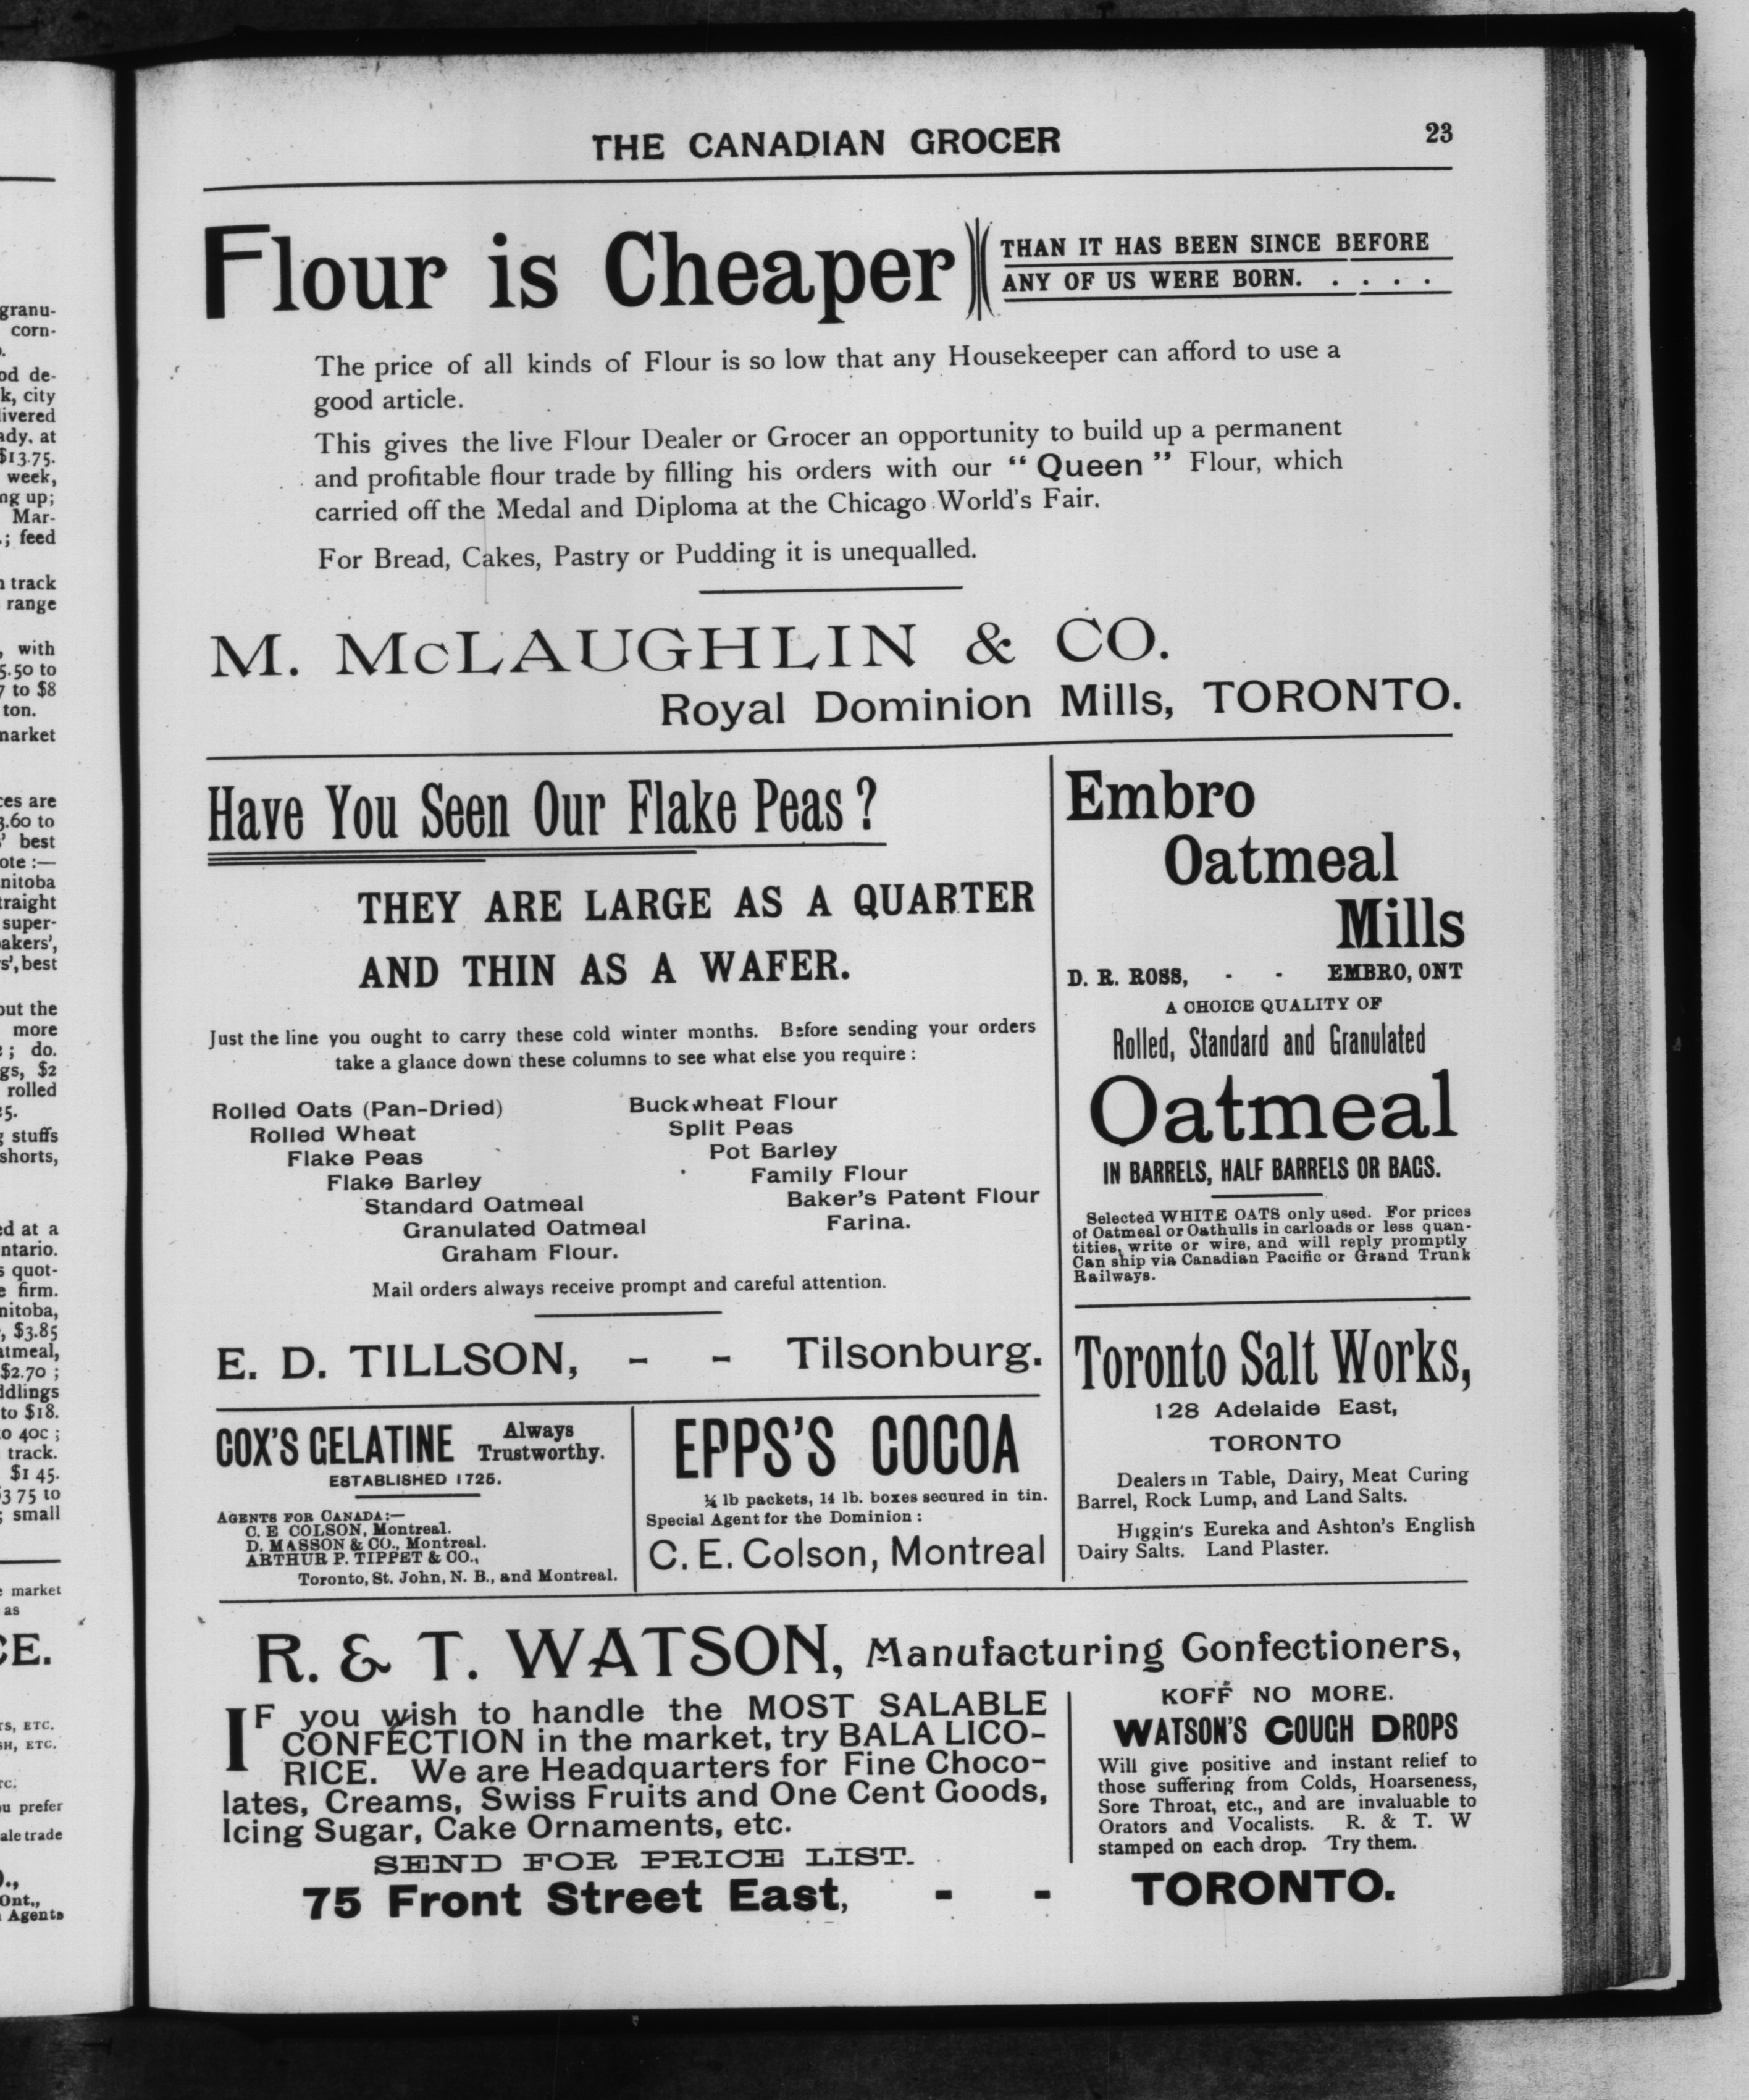 THE CANADIAN GROCER
23
Flour is Cheaper
THAN IT HAS BEEN SINCE BEFORE
ANY OF US WERE BORN. . . . .
The price of all kinds of Flour is so low that any Housekeeper can afford to use a
good article.
This gives the live Flour Dealer or Grocer an opportunity to build up a permanent
and profitable flour trade by filling his orders with our "Queen" Flour, which
carried off the Medal and Diploma at the Chicago World's Fair.
For Bread, Cakes, Pastry or Pudding it is unequalled.
M. McLAUGHLIN & CO.
Royal Dominion Mills, TORONTO.
Have You Seen Our Flake Peas?
THEY ARE LARGE AS A QUARTER
AND THIN AS A WAFER.
Just the line you ought to carry these cold winter months. Before sending your orders
take a glance down these columns to see what else you require:
Rolled Oats (Pan-Dried)
Rolled Wheat
Flake Peas
Flake Barley
Standard Oatmeal
Granulated Oatmeal
Graham Flour.
Buckwheat Flour
Split Peas
Pot Barley
Family Flour
Baker's Patent Flour
Farina.
Mail orders always receive prompt and careful attention.
E. D. TILLSON, - - Tilsonburg.
Embro
Oatmeal
Mills
D. R. ROSS, - - EMBRO, ONT
A CHOICE QUALITY OF
Rolled, Standard and Granulated
Oatmeal
IN BARRELS, HALF BARRELS OR BAGS.
Selected WHITE OATS only used. For prices
of Oatmeal or Oathulls in carloads or less quan-
tities, write or wire, and will reply promptly
Can ship via Canadian Pacific or Grand Trunk
Railways.
Toronto Salt Works,
128 Adelaide East,
TORONTO
Dealers in Table, Dairy, Meat Curing
Barrel, Rock Lump, and Land Salts.
Higgin's Eureka and Ashton's English
Dairy Salts. Land Plaster.
COX'S GELATINE
Always
Trustworthy.
ESTABLISHED 1725.
AGENTS FOR CANADA:—
C. E COLSON, Montreal.
D. MASSON & CO., Montreal.
ARTHUR P. TIPPET & CO.,
Toronto, St. John, N. B., and Montreal.
EPPS'S COCOA
¼ lb packets, 14 lb. boxes secured in tin.
Special Agent for the Dominion:
C. E. Colson, Montreal
R. & T. WATSON, Manufacturing Confectioners,
IF you wish to handle the MOST SALABLE
CONFECTION in the market, try BALA LICO-
RICE. We are Headquarters for Fine Choco-
lates, Creams, Swiss Fruits and One Cent Goods,
Icing Sugar, Cake Ornaments, etc.
SEND FOR PRICE LIST.
KOFF NO MORE.
WATSON'S COUGH DROPS
Will give positive and instant relief to
those suffering from Colds, Hoarseness,
Sore Throat, etc., and are invaluable to
Orators and Vocalists. R. & T. W
stamped on each drop. Try them.
75 Front Street East, - - TORONTO.